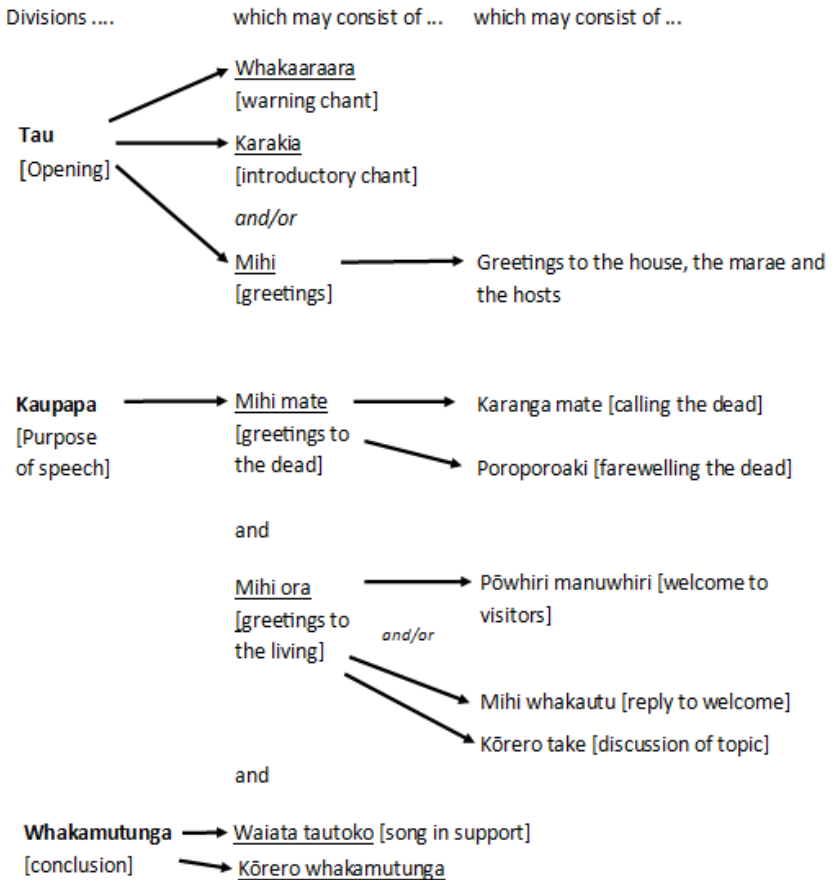 Divisions .... which may consist of ... which may consist of ...
Whakaaraara
[warning chant]
Tau
[Opening]
Karakia
[introductory chant]
and/or
Mihi
[greetings]
Greetings to the house, the marae and
the hosts
Kaupapa
[Purpose
of speech]
Mihi mate
[greetings to
the dead]
Karanga mate [calling the dead]
Poroporoaki [farewelling the dead]
and
Mihi ora
[greetings to
the living]
and/or
Pōwhiri manuwhiri [welcome to
visitors]
Mihi whakautu [reply to welcome]
Kōrero take [discussion of topic]
and
Whakamutunga
[conclusion]
Waiata tautoko [song in support]
Kōrero whakamutunga